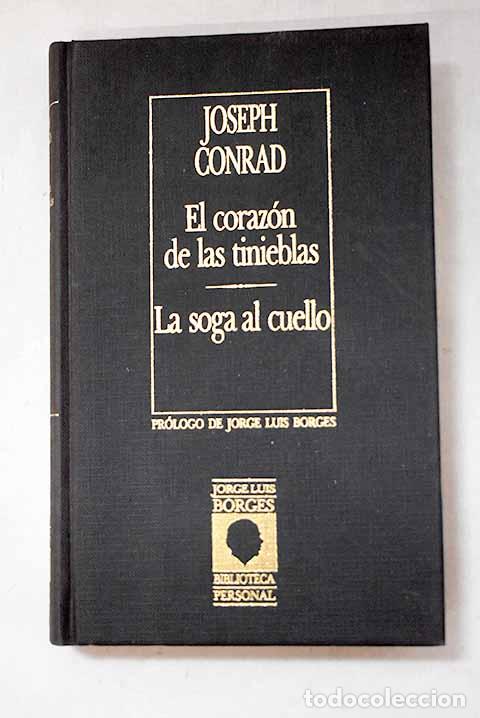 JOSEPH
CONRAD
El corazón
de las tinieblas
La soga al cuello
PRÓLOGO DE JORGE LUIS BORGES
JORGE LUIS
BORGES
BIBLIOTECA
PERSONAL
todocoleccion